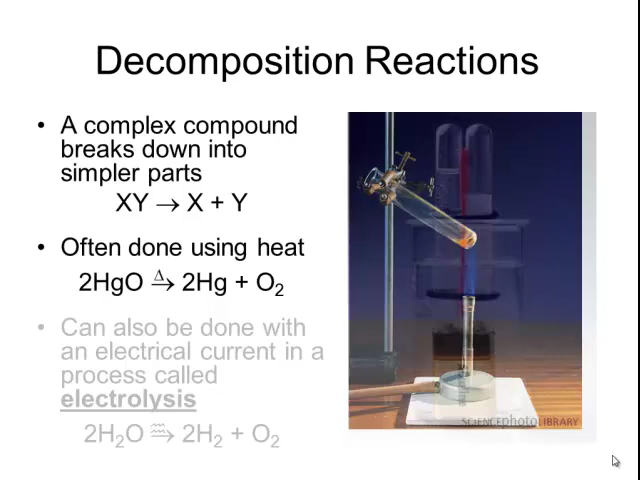 Decomposition Reactions
• A complex compound
breaks down into
simpler parts
XY → X + Y
• Often done using heat
2HgO →Δ 2Hg + O₂
• Can also be done with
an electrical current in a
process called
electrolysis
2H₂O → 2H₂ + O₂
SCIENCEphotoLIBRARY